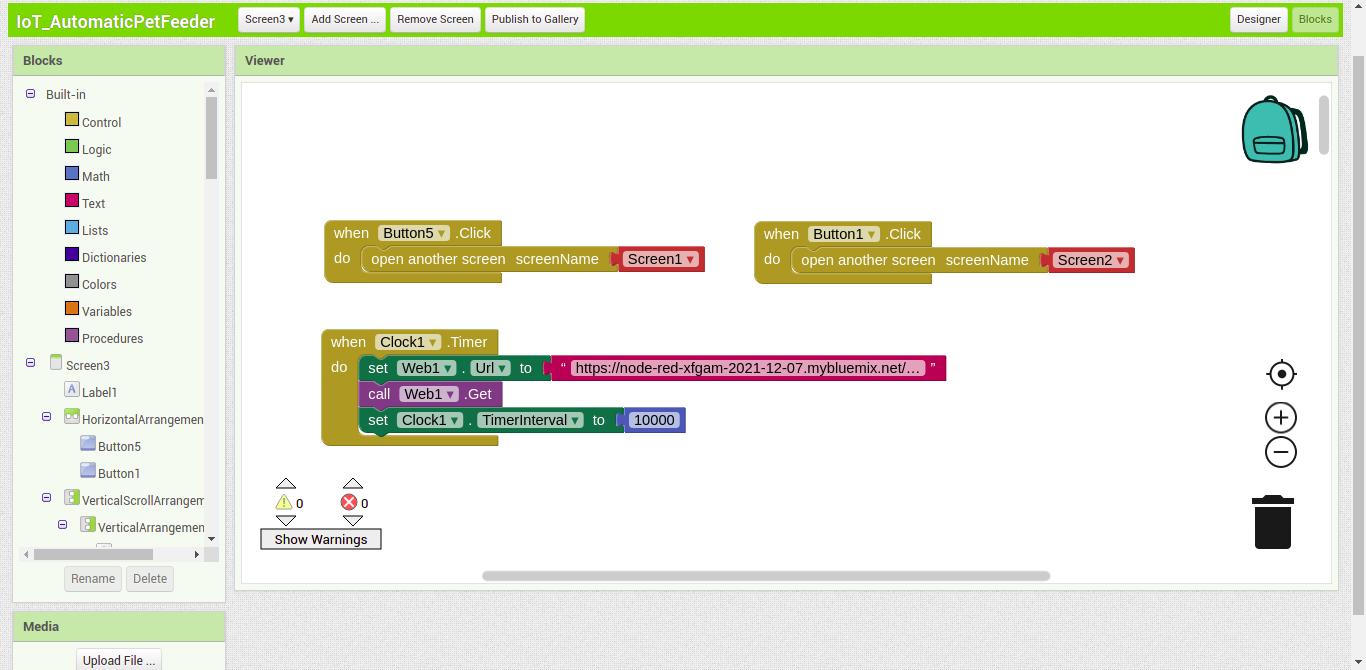 IoT_AutomaticPetFeeder Screen3 ▾ Add Screen ... Remove Screen Publish to Gallery Designer Blocks
Blocks
Viewer
Built-in
Control
Logic
Math
Text
Lists
Dictionaries
Colors
Variables
Procedures
Screen3
A Label1
HorizontalArrangemen
Button5
Button1
VerticalScrollArrangem
VerticalArrangemen
Rename Delete
Media
Upload File ...
when Button5 ▾ .Click
do open another screen screenName Screen1 ▾
when Button1 ▾ .Click
do open another screen screenName Screen2 ▾
when Clock1 ▾ .Timer
do set Web1 ▾ . Url ▾ to “ https://node-red-xfgam-2021-12-07.mybluemix.net/... ”
call Web1 ▾ .Get
set Clock1 ▾ . TimerInterval ▾ to 10000
0 0
Show Warnings